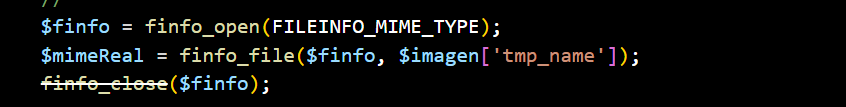 //
$finfo = finfo_open(FILEINFO_MIME_TYPE);
$mimeReal = finfo_file($finfo, $imagen['tmp_name']);
finfo_close($finfo);